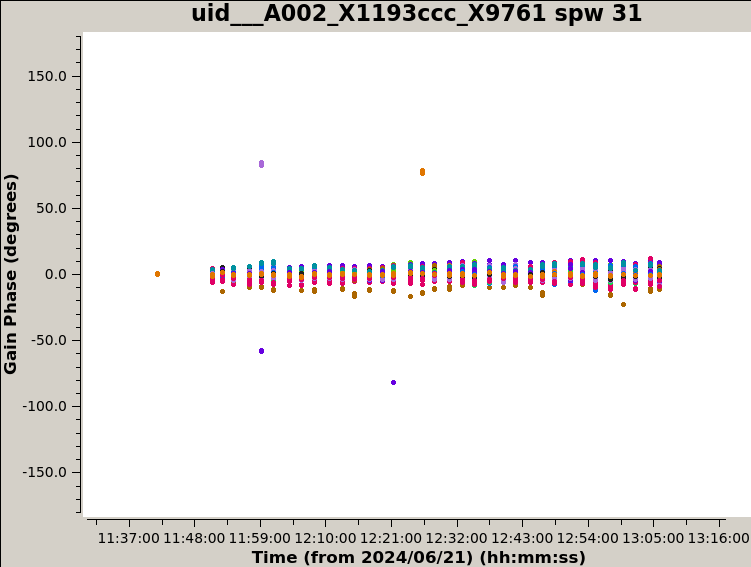 uid___A002_X1193ccc_X9761 spw 31
150.0
100.0
50.0
0.0
-50.0
-100.0
-150.0
Gain Phase (degrees)
11:37:00 11:48:00 11:59:00 12:10:00 12:21:00 12:32:00 12:43:00 12:54:00 13:05:00 13:16:00
Time (from 2024/06/21) (hh:mm:ss)